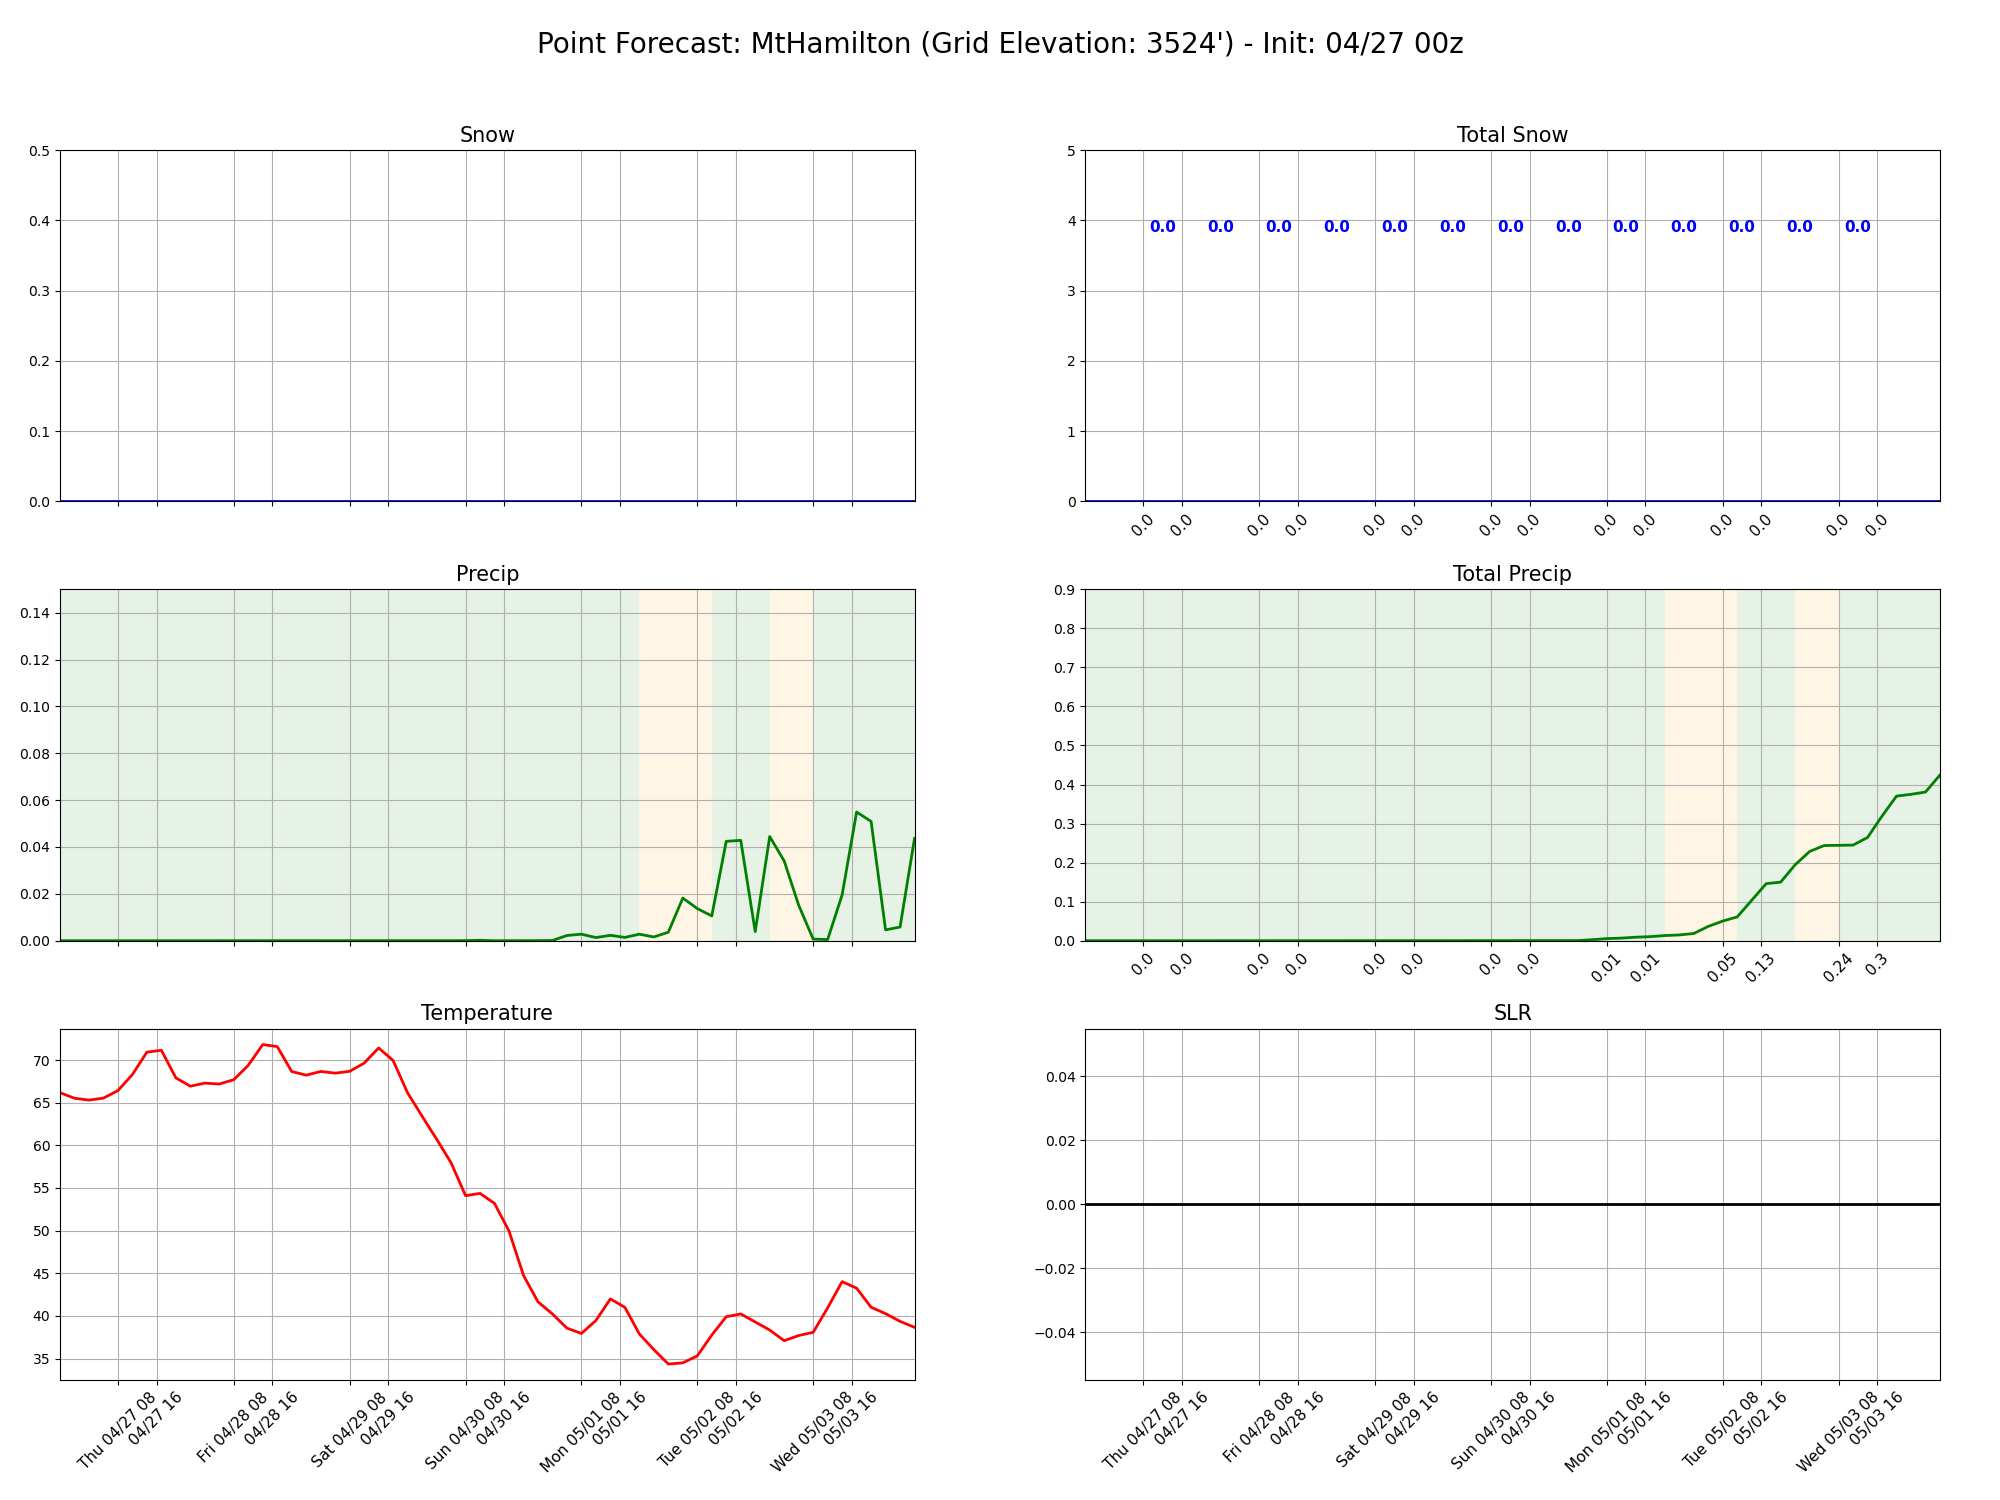 Point Forecast: MtHamilton (Grid Elevation: 3524') - Init: 04/27 00z
Snow
0.5
0.4
0.3
0.2
0.1
0.0
Total Snow
5
4
3
2
1
0
0.0 0.0 0.0 0.0 0.0 0.0 0.0 0.0 0.0 0.0 0.0 0.0 0.0
0.0 0.0 0.0 0.0 0.0 0.0 0.0 0.0 0.0 0.0 0.0 0.0 0.0 0.0
Precip
0.14
0.12
0.10
0.08
0.06
0.04
0.02
0.00
Total Precip
0.9
0.8
0.7
0.6
0.5
0.4
0.3
0.2
0.1
0.0
0.0 0.0 0.0 0.0 0.0 0.0 0.0 0.0 0.01 0.01 0.05 0.13 0.24 0.3
Temperature
70
65
60
55
50
45
40
35
Thu 04/27 08
04/27 16
Fri 04/28 08
04/28 16
Sat 04/29 08
04/29 16
Sun 04/30 08
04/30 16
Mon 05/01 08
05/01 16
Tue 05/02 08
05/02 16
Wed 05/03 08
05/03 16
SLR
0.04
0.02
0.00
−0.02
−0.04
Thu 04/27 08
04/27 16
Fri 04/28 08
04/28 16
Sat 04/29 08
04/29 16
Sun 04/30 08
04/30 16
Mon 05/01 08
05/01 16
Tue 05/02 08
05/02 16
Wed 05/03 08
05/03 16